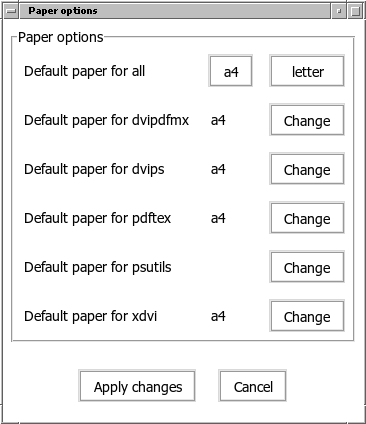 Paper options
Paper options
Default paper for all a4 letter
Default paper for dvipdfmx a4 Change
Default paper for dvips a4 Change
Default paper for pdftex a4 Change
Default paper for psutils Change
Default paper for xdvi a4 Change
Apply changes Cancel